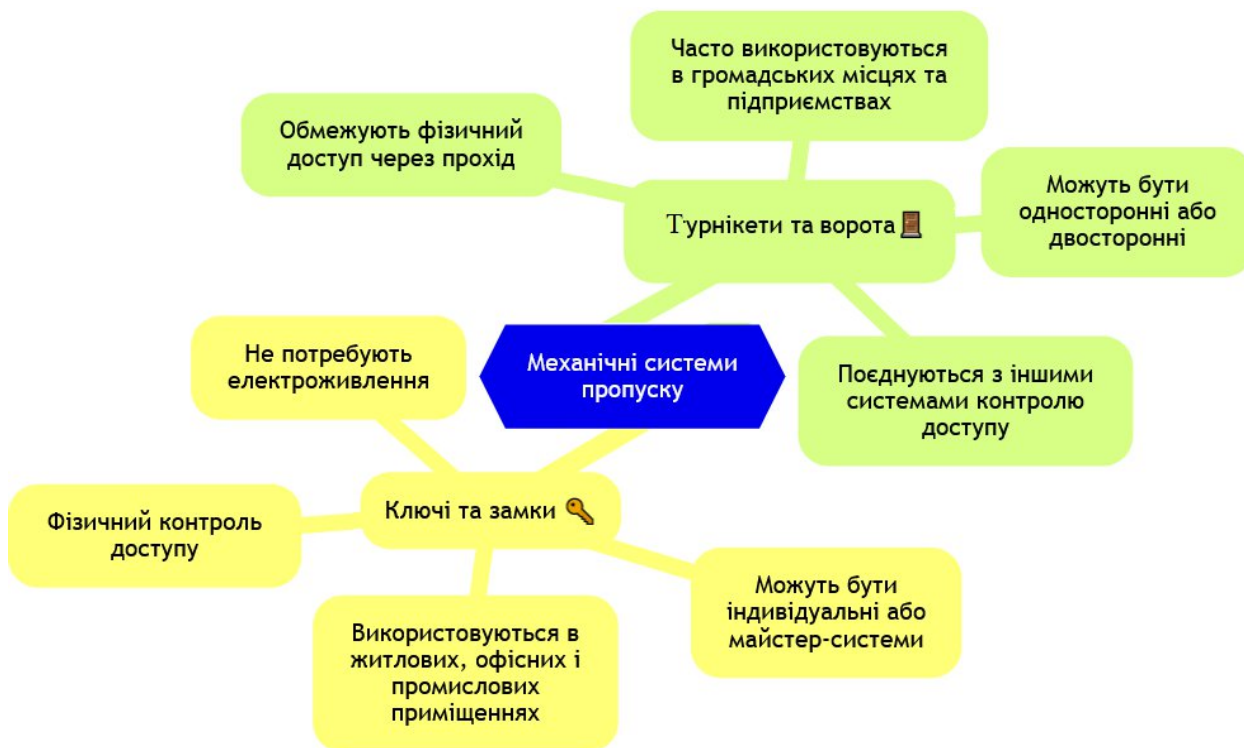 Часто використовуються
в громадських місцях та
підприємствах
Обмежують фізичний
доступ через прохід
Турнікети та ворота
Можуть бути
односторонні або
двосторонні
Не потребують
електроживлення
Механічні системи
пропуску
Поєднуються з іншими
системами контролю
доступу
Фізичний контроль
доступу
Ключі та замки
Використовуються в
житлових, офісних і
промислових
приміщеннях
Можуть бути
індивідуальні або
майстер-системи